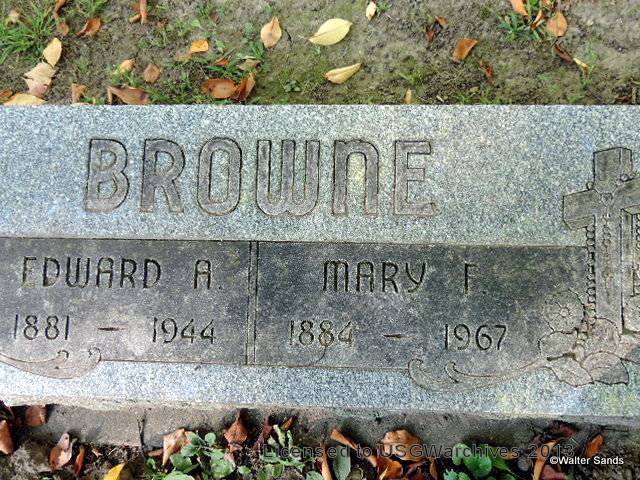 BROWNE
EDWARD A. MARY F.
1881 — 1944 1884 — 1967
Licensed to USGWarchives 2013
©Walter Sands